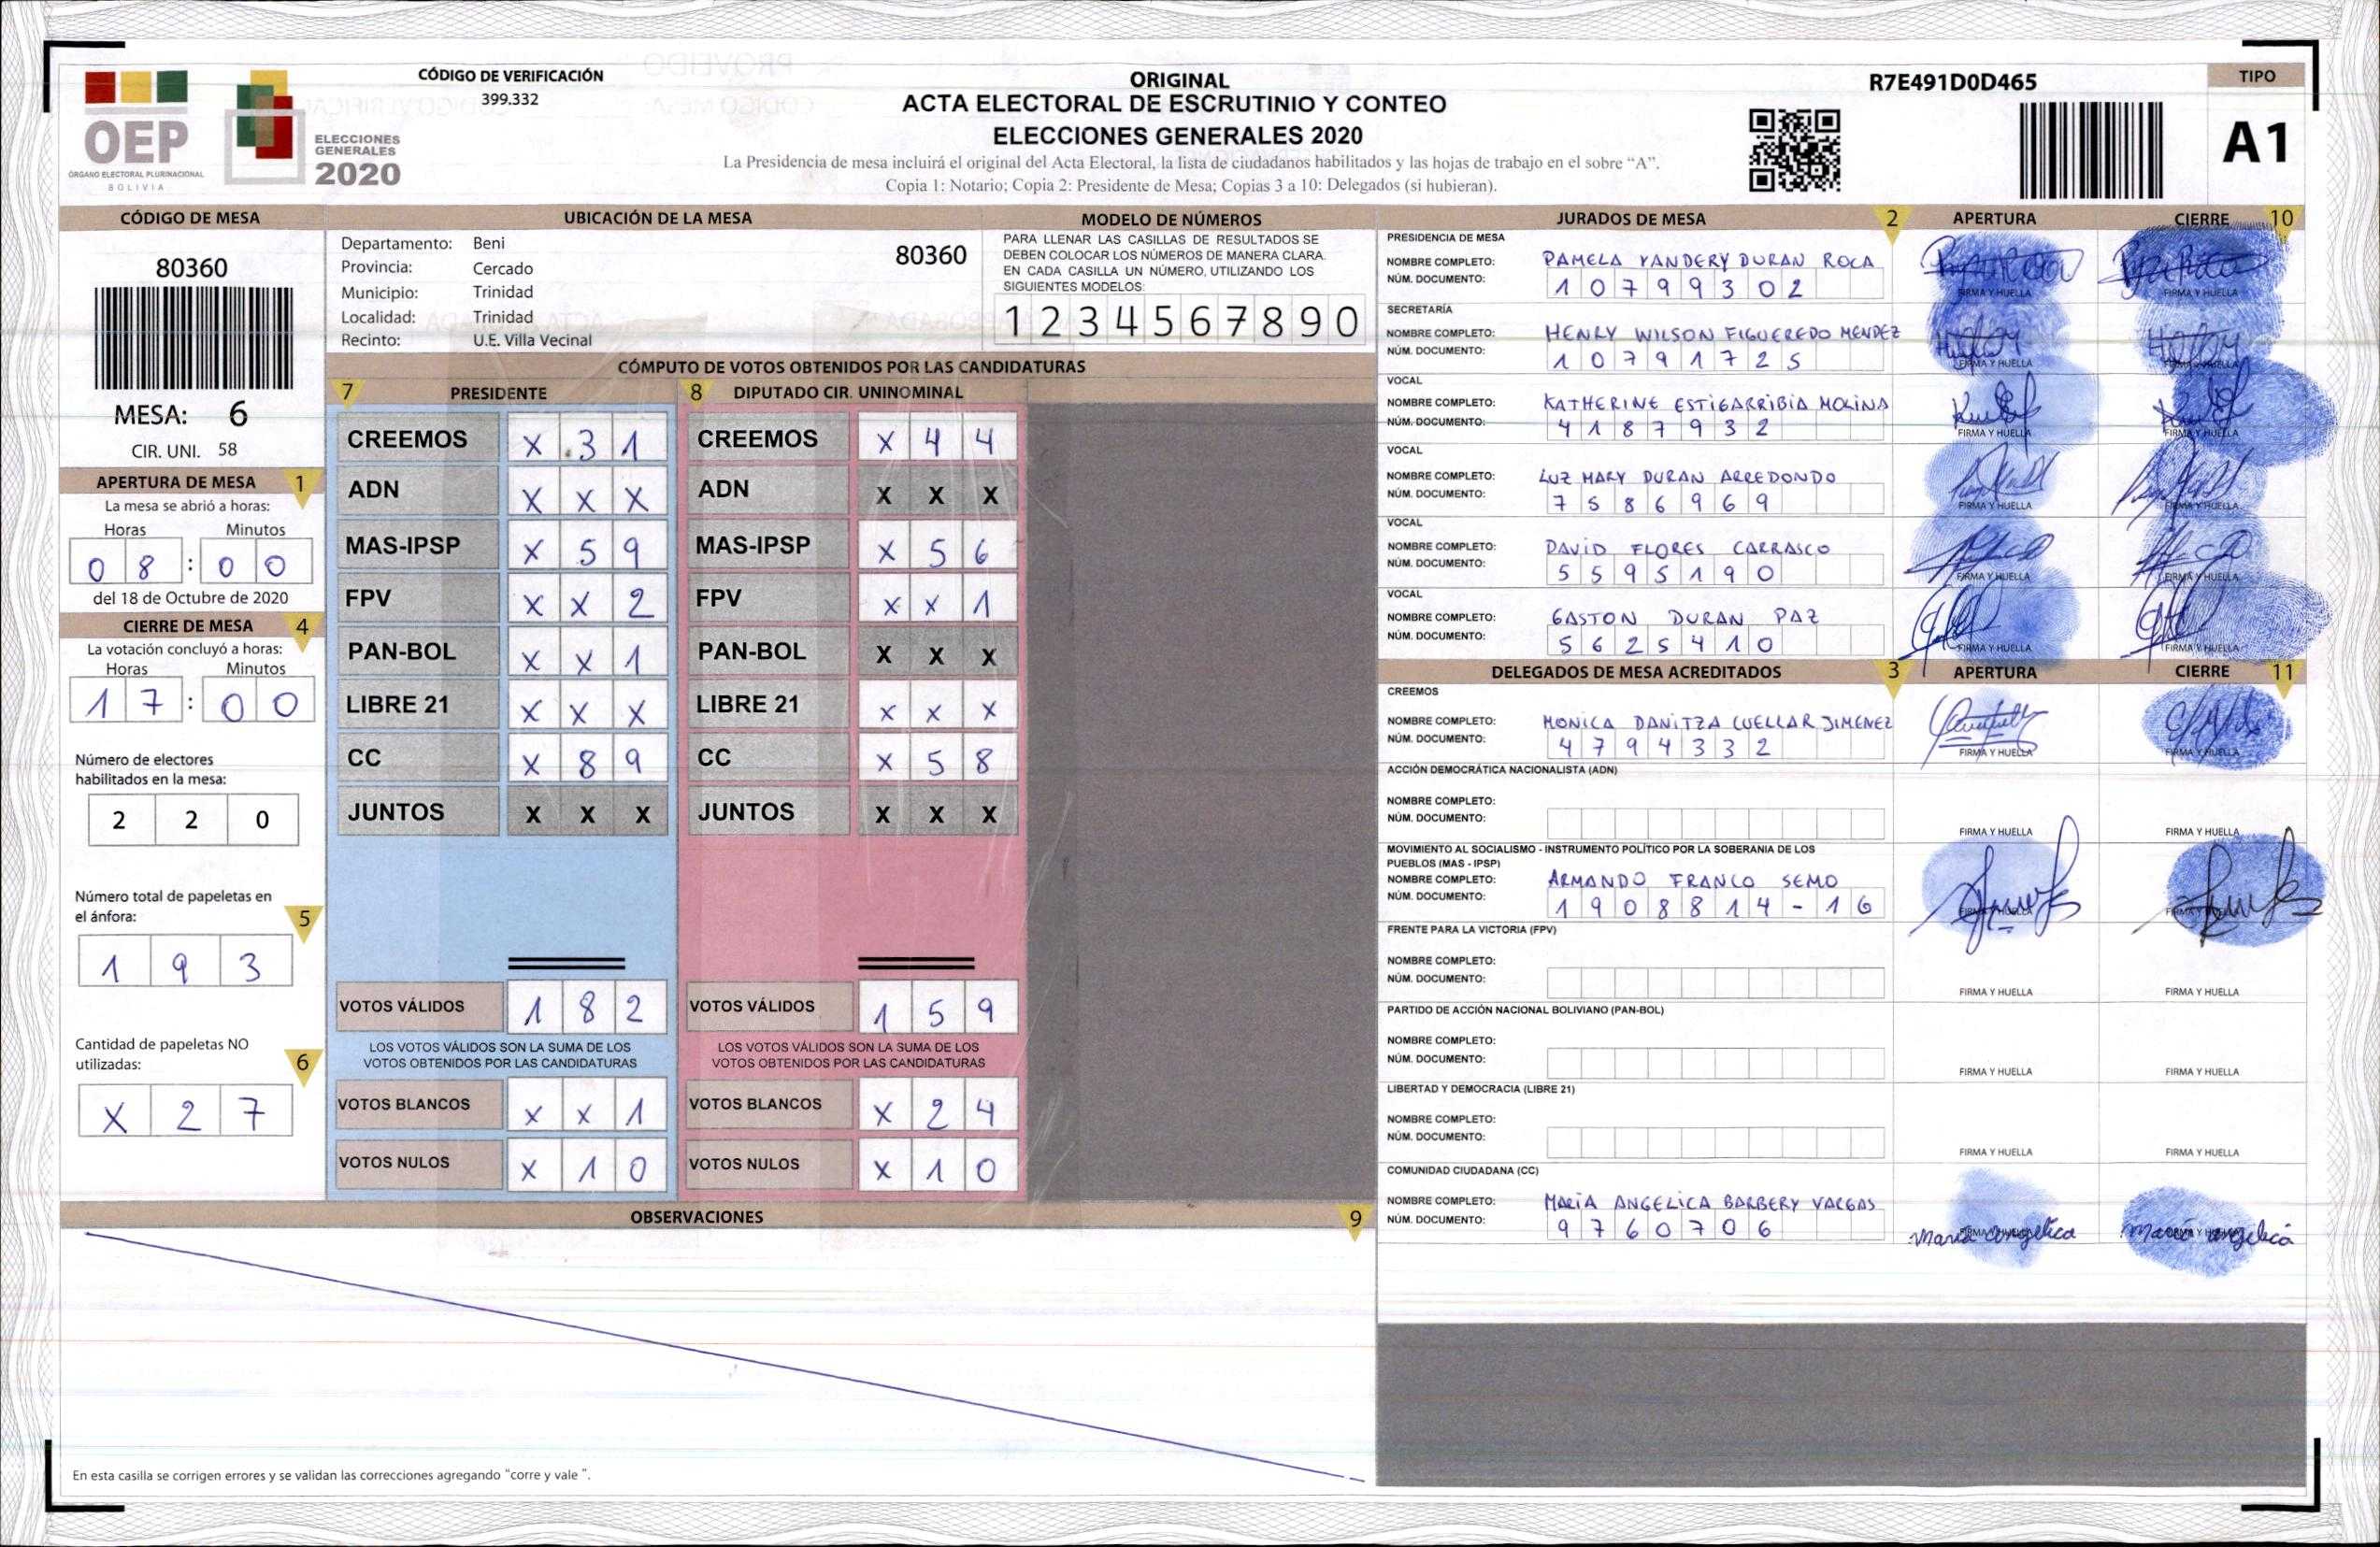 CÓDIGO DE VERIFICACIÓN
399.332
OEP
ÓRGANO ELECTORAL PLURINACIONAL
BOLIVIA
ELECCIONES
GENERALES
2020
ORIGINAL
ACTA ELECTORAL DE ESCRUTINIO Y CONTEO
ELECCIONES GENERALES 2020
La Presidencia de mesa incluirá el original del Acta Electoral, la lista de ciudadanos habilitados y las hojas de trabajo en el sobre “A”.
Copia 1: Notario; Copia 2: Presidente de Mesa; Copias 3 a 10: Delegados (si hubieran).
R7E491D0D465
TIPO
A1
CÓDIGO DE MESA
80360
MESA: 6
CIR. UNI. 58
APERTURA DE MESA 1
La mesa se abrió a horas:
Horas Minutos
0 8 : 0 0
del 18 de Octubre de 2020
CIERRE DE MESA 4
La votación concluyó a horas:
Horas Minutos
1 7 : 0 0
Número de electores
habilitados en la mesa:
2 2 0
Número total de papeletas en
el ánfora: 5
1 9 3
Cantidad de papeletas NO
utilizadas: 6
X 2 7
UBICACIÓN DE LA MESA
Departamento: Beni 80360
Provincia: Cercado
Municipio: Trinidad
Localidad: Trinidad
Recinto: U.E. Villa Vecinal
MODELO DE NÚMEROS
PARA LLENAR LAS CASILLAS DE RESULTADOS SE
DEBEN COLOCAR LOS NÚMEROS DE MANERA CLARA.
EN CADA CASILLA UN NÚMERO, UTILIZANDO LOS
SIGUIENTES MODELOS:
1 2 3 4 5 6 7 8 9 0
CÓMPUTO DE VOTOS OBTENIDOS POR LAS CANDIDATURAS
7 PRESIDENTE
CREEMOS X 3 1
ADN X X X
MAS-IPSP X 5 9
FPV X X 2
PAN-BOL X X 1
LIBRE 21 X X X
CC X 8 9
JUNTOS X X X
VOTOS VÁLIDOS 1 8 2
LOS VOTOS VÁLIDOS SON LA SUMA DE LOS
VOTOS OBTENIDOS POR LAS CANDIDATURAS
VOTOS BLANCOS X X 1
VOTOS NULOS X 1 0
8 DIPUTADO CIR. UNINOMINAL
CREEMOS X 4 4
ADN X X X
MAS-IPSP X 5 6
FPV X X 1
PAN-BOL X X X
LIBRE 21 X X X
CC X 5 8
JUNTOS X X X
VOTOS VÁLIDOS 1 5 9
LOS VOTOS VÁLIDOS SON LA SUMA DE LOS
VOTOS OBTENIDOS POR LAS CANDIDATURAS
VOTOS BLANCOS X 2 4
VOTOS NULOS X 1 0
OBSERVACIONES 9
En esta casilla se corrigen errores y se validan las correcciones agregando “corre y vale ”.
JURADOS DE MESA 2 APERTURA CIERRE 10
PRESIDENCIA DE MESA
NOMBRE COMPLETO: PAMELA YANDERY DURAN ROCA
NÚM. DOCUMENTO: 1 0 7 9 9 3 0 2
FIRMA Y HUELLA FIRMA Y HUELLA
SECRETARÍA
NOMBRE COMPLETO: HENRY WILSON FIGUEREDO MENDEZ
NÚM. DOCUMENTO: 1 0 7 9 1 7 2 5
FIRMA Y HUELLA FIRMA Y HUELLA
VOCAL
NOMBRE COMPLETO: KATHERINE ESTIGARRIBIA MOLINA
NÚM. DOCUMENTO: 4 1 8 7 9 3 2
FIRMA Y HUELLA FIRMA Y HUELLA
VOCAL
NOMBRE COMPLETO: LUZ MARY DURAN ARREDONDO
NÚM. DOCUMENTO: 7 5 8 6 9 6 9
FIRMA Y HUELLA FIRMA Y HUELLA
VOCAL
NOMBRE COMPLETO: DAVID FLORES CARRASCO
NÚM. DOCUMENTO: 5 5 9 5 1 9 0
FIRMA Y HUELLA FIRMA Y HUELLA
VOCAL
NOMBRE COMPLETO: GASTON DURAN PAZ
NÚM. DOCUMENTO: 5 6 2 5 4 1 0
FIRMA Y HUELLA FIRMA Y HUELLA
DELEGADOS DE MESA ACREDITADOS 3 APERTURA CIERRE 11
CREEMOS
NOMBRE COMPLETO: MONICA DANITZA CUELLAR JIMENEZ
NÚM. DOCUMENTO: 4 7 9 4 3 3 2
FIRMA Y HUELLA FIRMA Y HUELLA
ACCIÓN DEMOCRÁTICA NACIONALISTA (ADN)
NOMBRE COMPLETO:
NÚM. DOCUMENTO:
FIRMA Y HUELLA FIRMA Y HUELLA
MOVIMIENTO AL SOCIALISMO - INSTRUMENTO POLÍTICO POR LA SOBERANIA DE LOS
PUEBLOS (MAS - IPSP)
NOMBRE COMPLETO: ARMANDO FRANCO SEMO
NÚM. DOCUMENTO: 1 9 0 8 8 1 4 - 1 6
FIRMA Y HUELLA FIRMA Y HUELLA
FRENTE PARA LA VICTORIA (FPV)
NOMBRE COMPLETO:
NÚM. DOCUMENTO:
FIRMA Y HUELLA FIRMA Y HUELLA
PARTIDO DE ACCIÓN NACIONAL BOLIVIANO (PAN-BOL)
NOMBRE COMPLETO:
NÚM. DOCUMENTO:
FIRMA Y HUELLA FIRMA Y HUELLA
LIBERTAD Y DEMOCRACIA (LIBRE 21)
NOMBRE COMPLETO:
NÚM. DOCUMENTO:
FIRMA Y HUELLA FIRMA Y HUELLA
COMUNIDAD CIUDADANA (CC)
NOMBRE COMPLETO: MARIA ANGELICA BARBERY VARGAS
NÚM. DOCUMENTO: 9 7 6 0 7 0 6
FIRMA Y HUELLA FIRMA Y HUELLA
Maria angelica Maria angelica